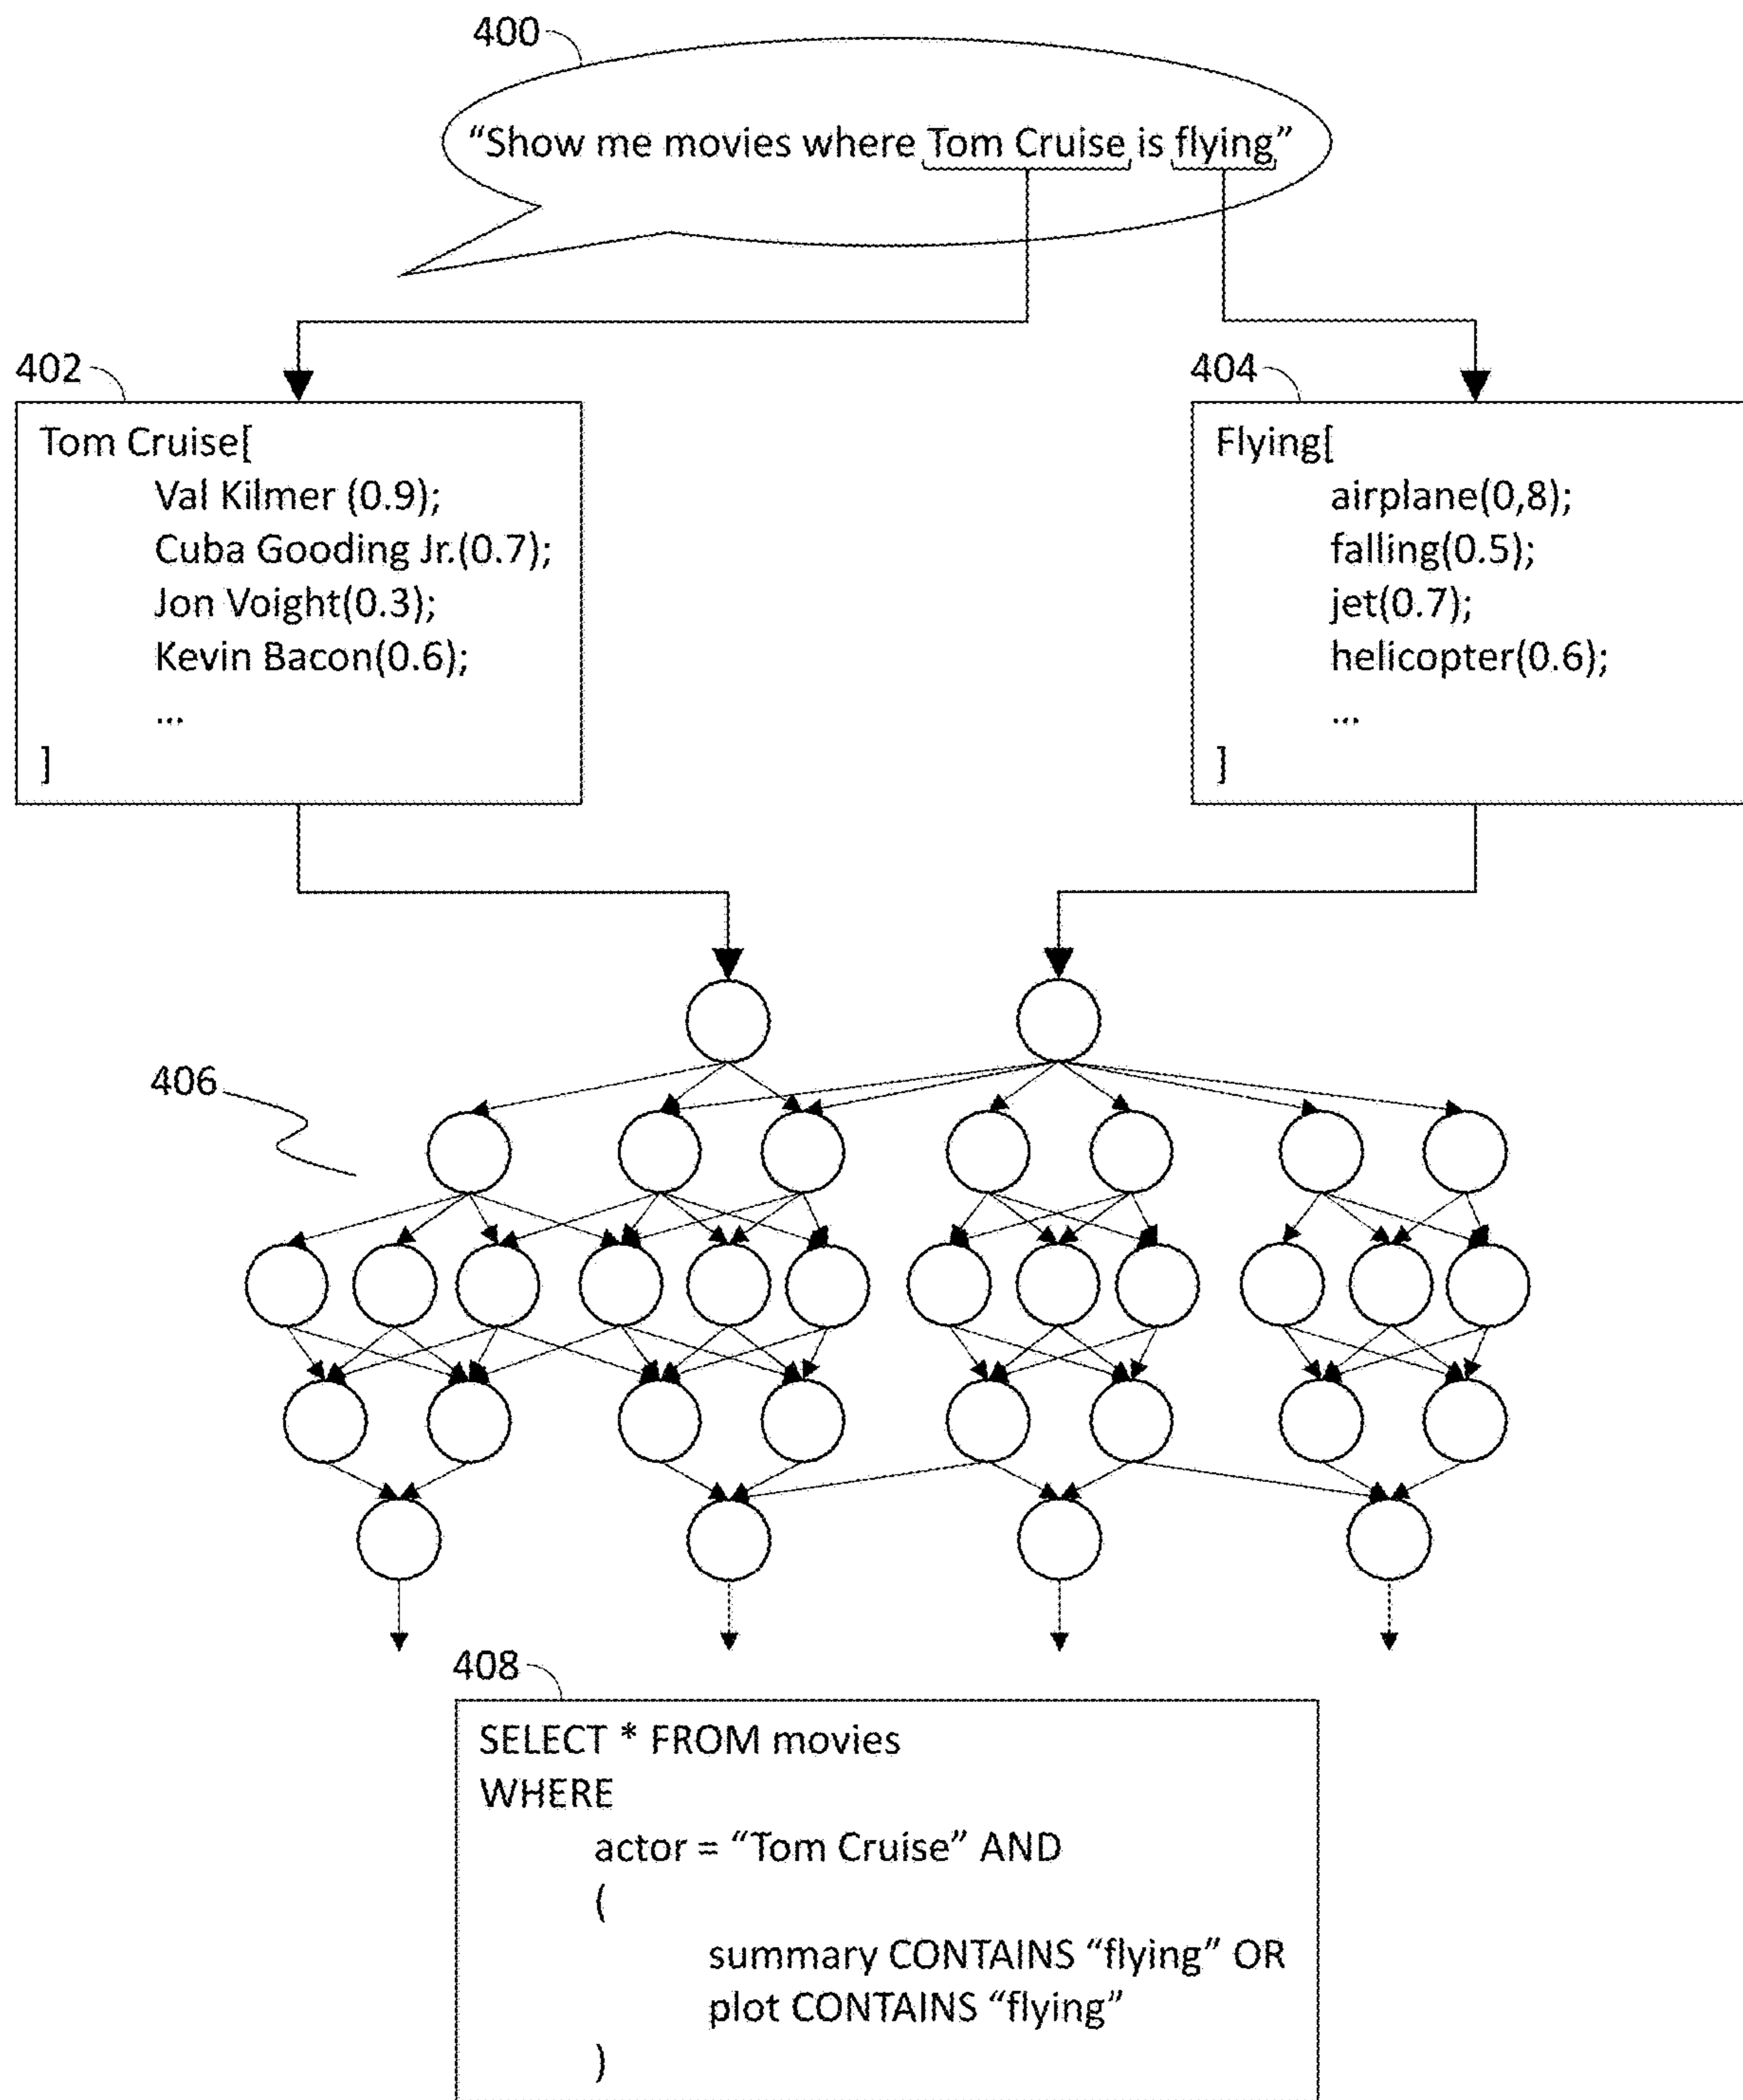 400
“Show me movies where Tom Cruise is flying”
402
Tom Cruise[
Val Kilmer (0.9);
Cuba Gooding Jr.(0.7);
Jon Voight(0.3);
Kevin Bacon(0.6);
...
]
404
Flying[
airplane(0,8);
falling(0.5);
jet(0.7);
helicopter(0.6);
...
]
406
408
SELECT * FROM movies
WHERE
actor = “Tom Cruise” AND
(
summary CONTAINS “flying” OR
plot CONTAINS “flying”
)